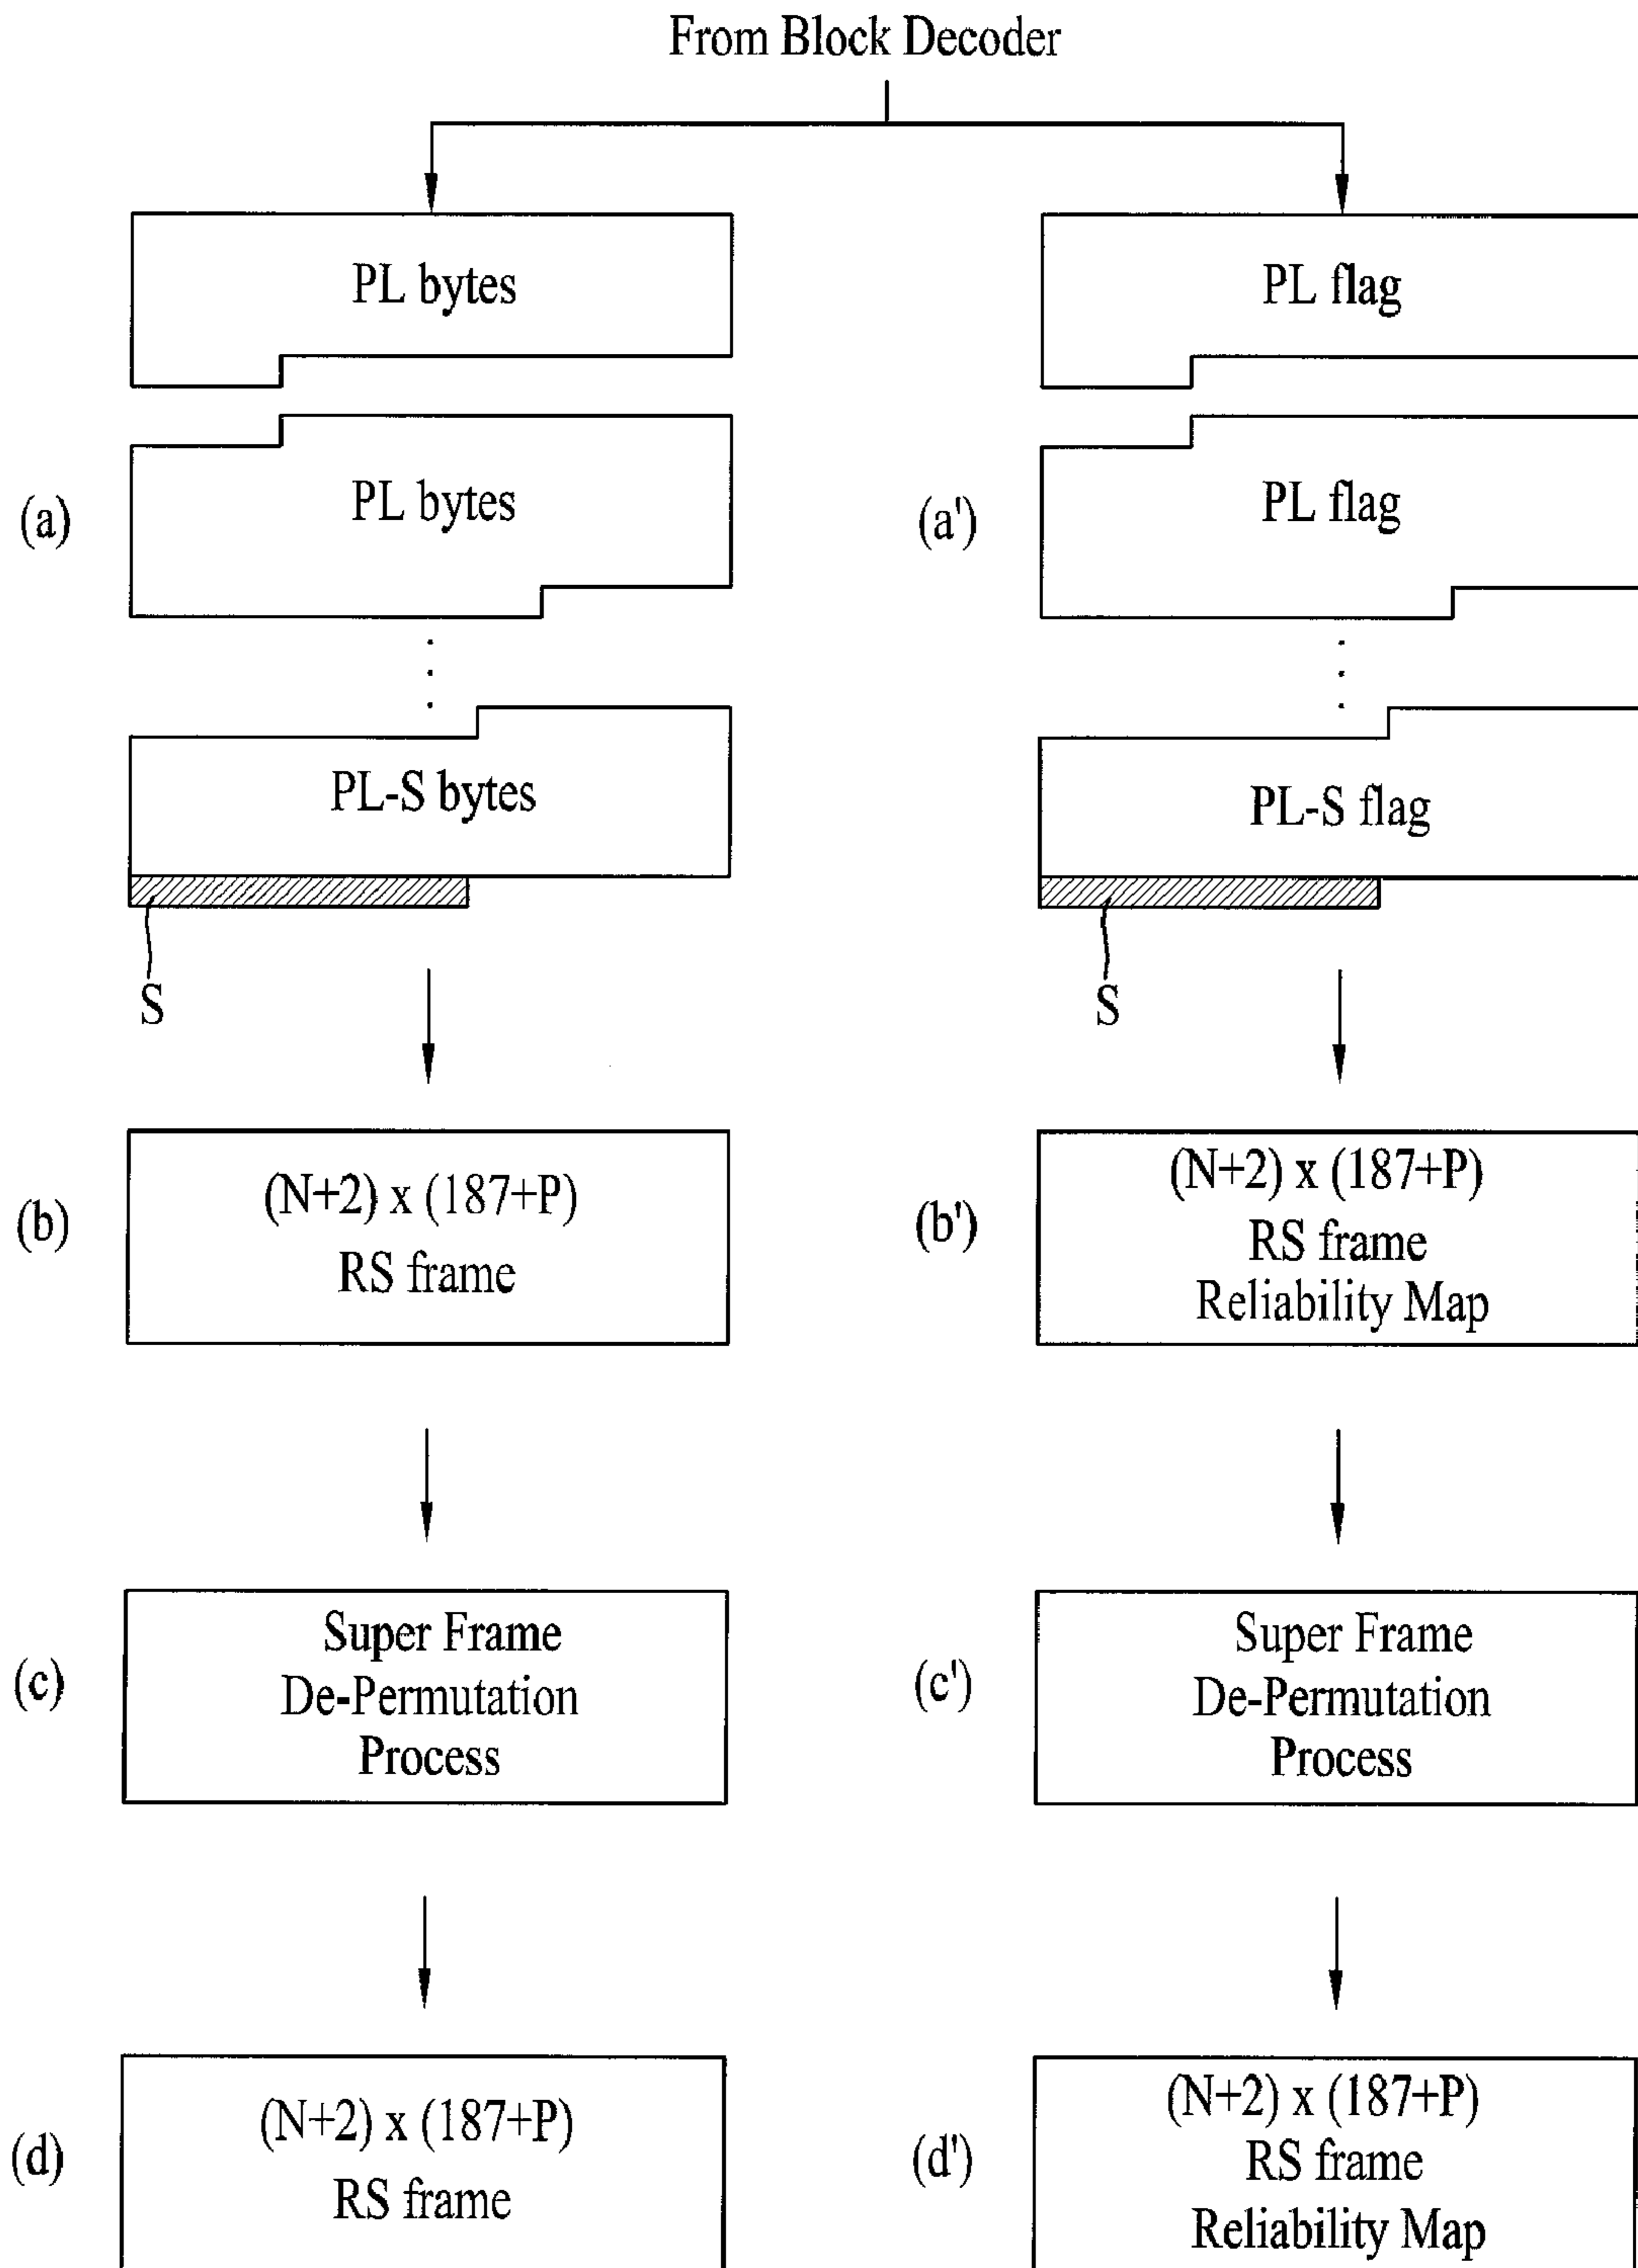 From Block Decoder
PL bytes
PL flag
(a)
PL bytes
(a')
PL flag
PL-S bytes
PL-S flag
S
S
(b)
(N+2) x (187+P)
RS frame
(b')
(N+2) x (187+P)
RS frame
Reliability Map
(c)
Super Frame
De-Permutation
Process
(c')
Super Frame
De-Permutation
Process
(d)
(N+2) x (187+P)
RS frame
(d')
(N+2) x (187+P)
RS frame
Reliability Map